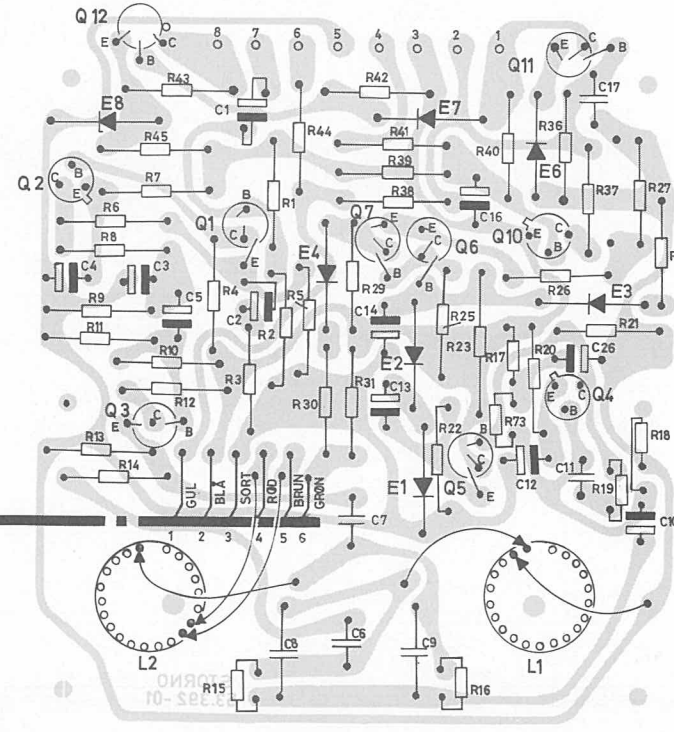 Q12
E
C
B
8
7
6
5
4
3
2
1
Q11
E
C
B
R43
C1
R42
C17
E8
R44
E7
R45
R41
R40
R36
E6
Q2
C
B
E
R7
R39
R38
R37
R27
R6
Q1
B
C
E
R1
Q7
E
C
B
C16
R8
E4
E
C
B
Q6
Q10
E
C
B
R
C4
C3
R4
R29
R26
E3
R9
C5
C2
R2
R5
C14
R25
R11
R23
R17
R20
R21
C26
R10
R3
E2
R12
R30
R31
C13
E
C
B
Q4
Q3
E
C
B
R73
R22
B
C
E
Q5
R18
R13
R14
E1
C12
C11
R19
C10
GUL
BLÅ
SORT
RØD
BRUN
GRØN
C7
1
2
3
4
5
6
L2
L1
C8
C6
C9
R15
R16
STORNO
63.392-01